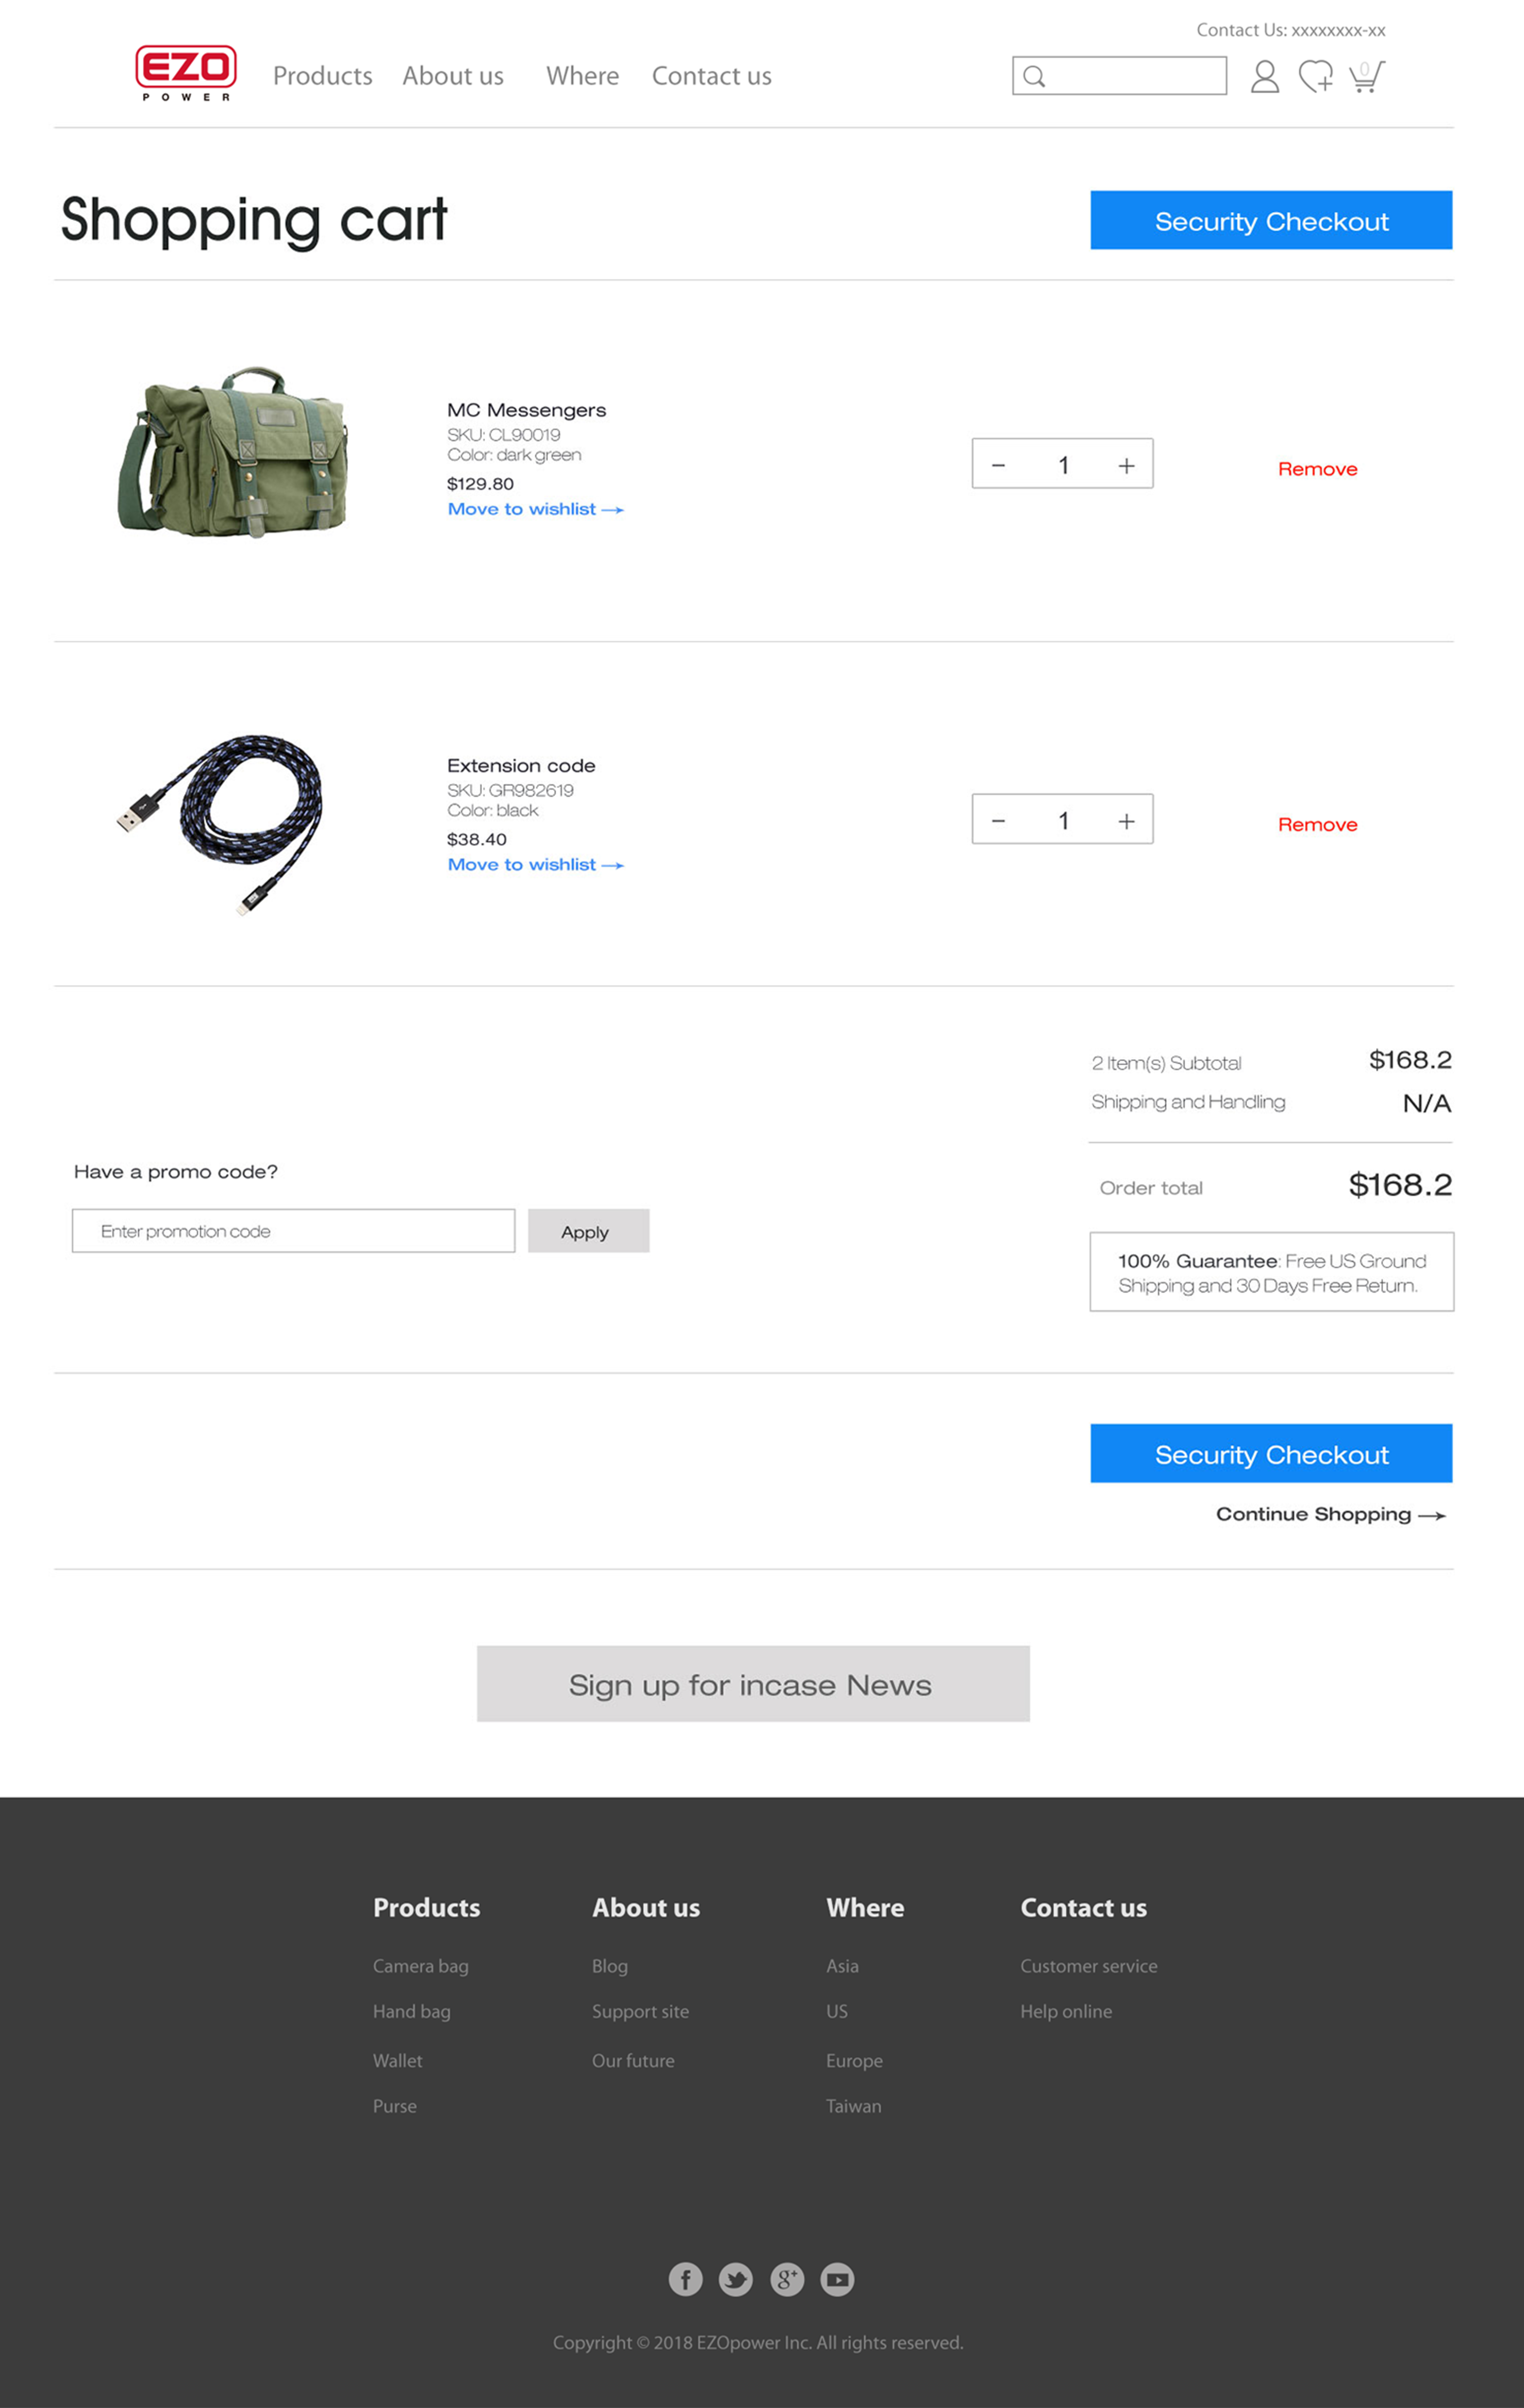 Contact Us: xxxxxxxx-xx
EZO
POWER
Products About us Where Contact us
0
Shopping cart
Security Checkout
MC Messengers
SKU: CL90019
Color: dark green
$129.80
Move to wishlist →
− 1 +
Remove
Extension code
SKU: GR982619
Color: black
$38.40
Move to wishlist →
− 1 +
Remove
2 Item(s) Subtotal $168.2
Shipping and Handling N/A
Order total $168.2
Have a promo code?
Enter promotion code
Apply
100% Guarantee: Free US Ground
Shipping and 30 Days Free Return.
Security Checkout
Continue Shopping →
Sign up for incase News
Products
Camera bag
Hand bag
Wallet
Purse
About us
Blog
Support site
Our future
Where
Asia
US
Europe
Taiwan
Contact us
Customer service
Help online
Copyright © 2018 EZOpower Inc. All rights reserved.